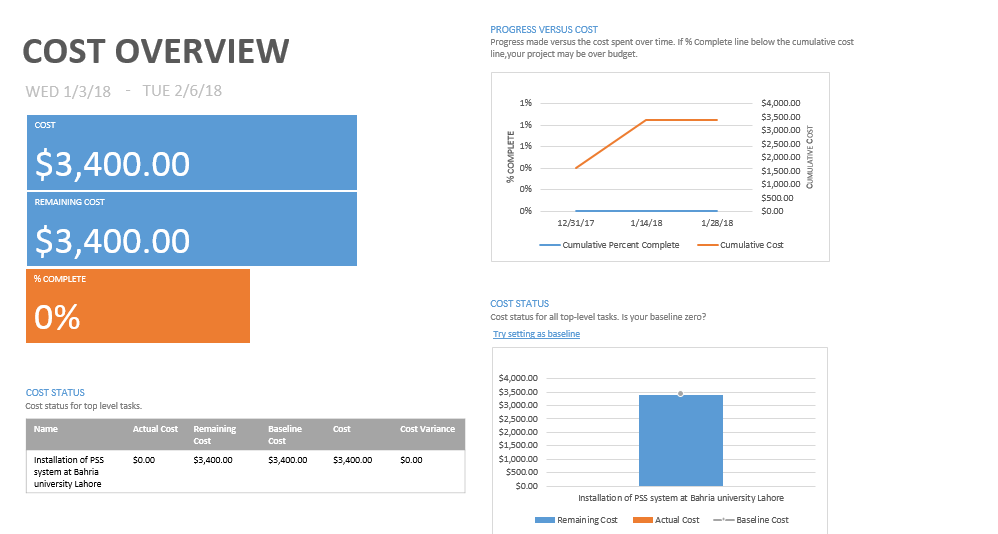 COST OVERVIEW
WED 1/3/18 - TUE 2/6/18
COST
$3,400.00
REMAINING COST
$3,400.00
% COMPLETE
0%
COST STATUS
Cost status for top level tasks.
Name Actual Cost Remaining Cost Baseline Cost Cost Cost Variance
Installation of PSS $0.00 $3,400.00 $3,400.00 $3,400.00 $0.00
system at Bahria
university Lahore
PROGRESS VERSUS COST
Progress made versus the cost spent over time. If % Complete line below the cumulative cost
line,your project may be over budget.
% COMPLETE
1%
1%
1%
0%
0%
0%
$4,000.00
$3,500.00
$3,000.00
$2,500.00
$2,000.00
$1,500.00
$1,000.00
$500.00
$0.00
CUMULATIVE COST
12/31/17 1/14/18 1/28/18
Cumulative Percent Complete Cumulative Cost
COST STATUS
Cost status for all top-level tasks. Is your baseline zero?
Try setting as baseline
$4,000.00
$3,500.00
$3,000.00
$2,500.00
$2,000.00
$1,500.00
$1,000.00
$500.00
$0.00
Installation of PSS system at Bahria university Lahore
Remaining Cost Actual Cost Baseline Cost